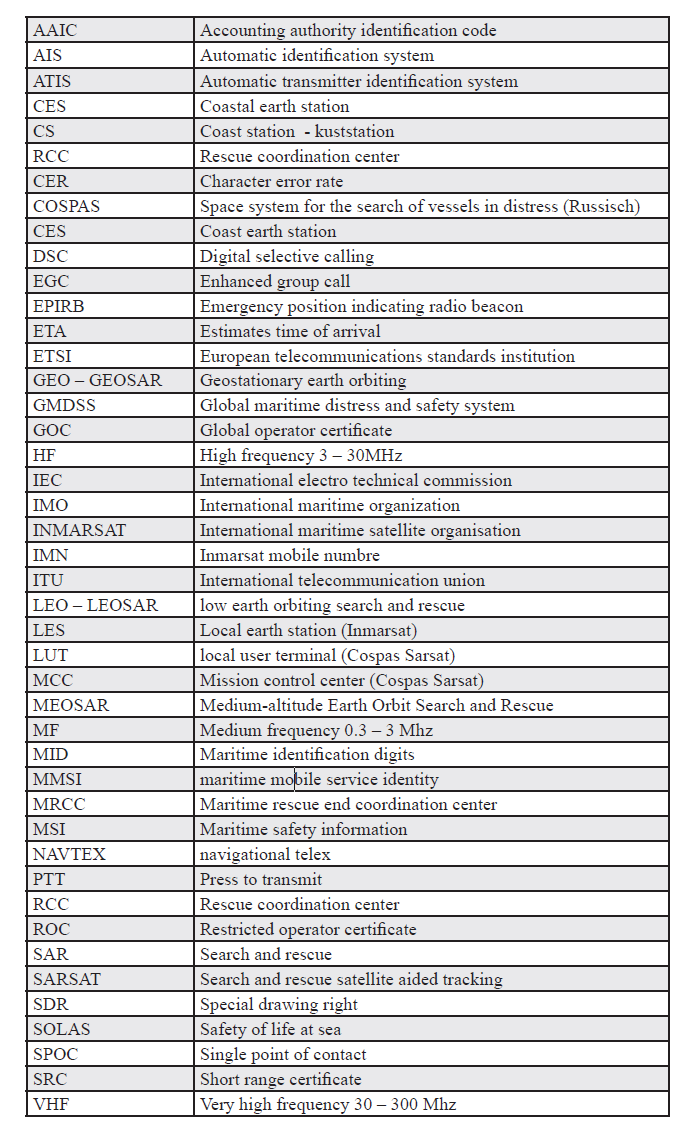 AAIC Accounting authority identification code
AIS Automatic identification system
ATIS Automatic transmitter identification system
CES Coastal earth station
CS Coast station - kuststation
RCC Rescue coordination center
CER Character error rate
COSPAS Space system for the search of vessels in distress (Russisch)
CES Coast earth station
DSC Digital selective calling
EGC Enhanced group call
EPIRB Emergency position indicating radio beacon
ETA Estimates time of arrival
ETSI European telecommunications standards institution
GEO – GEOSAR Geostationary earth orbiting
GMDSS Global maritime distress and safety system
GOC Global operator certificate
HF High frequency 3 – 30MHz
IEC International electro technical commission
IMO International maritime organization
INMARSAT International maritime satellite organisation
IMN Inmarsat mobile numbre
ITU International telecommunication union
LEO – LEOSAR low earth orbiting search and rescue
LES Local earth station (Inmarsat)
LUT local user terminal (Cospas Sarsat)
MCC Mission control center (Cospas Sarsat)
MEOSAR Medium-altitude Earth Orbit Search and Rescue
MF Medium frequency 0.3 – 3 Mhz
MID Maritime identification digits
MMSI maritime mobile service identity
MRCC Maritime rescue end coordination center
MSI Maritime safety information
NAVTEX navigational telex
PTT Press to transmit
RCC Rescue coordination center
ROC Restricted operator certificate
SAR Search and rescue
SARSAT Search and rescue satellite aided tracking
SDR Special drawing right
SOLAS Safety of life at sea
SPOC Single point of contact
SRC Short range certificate
VHF Very high frequency 30 – 300 Mhz